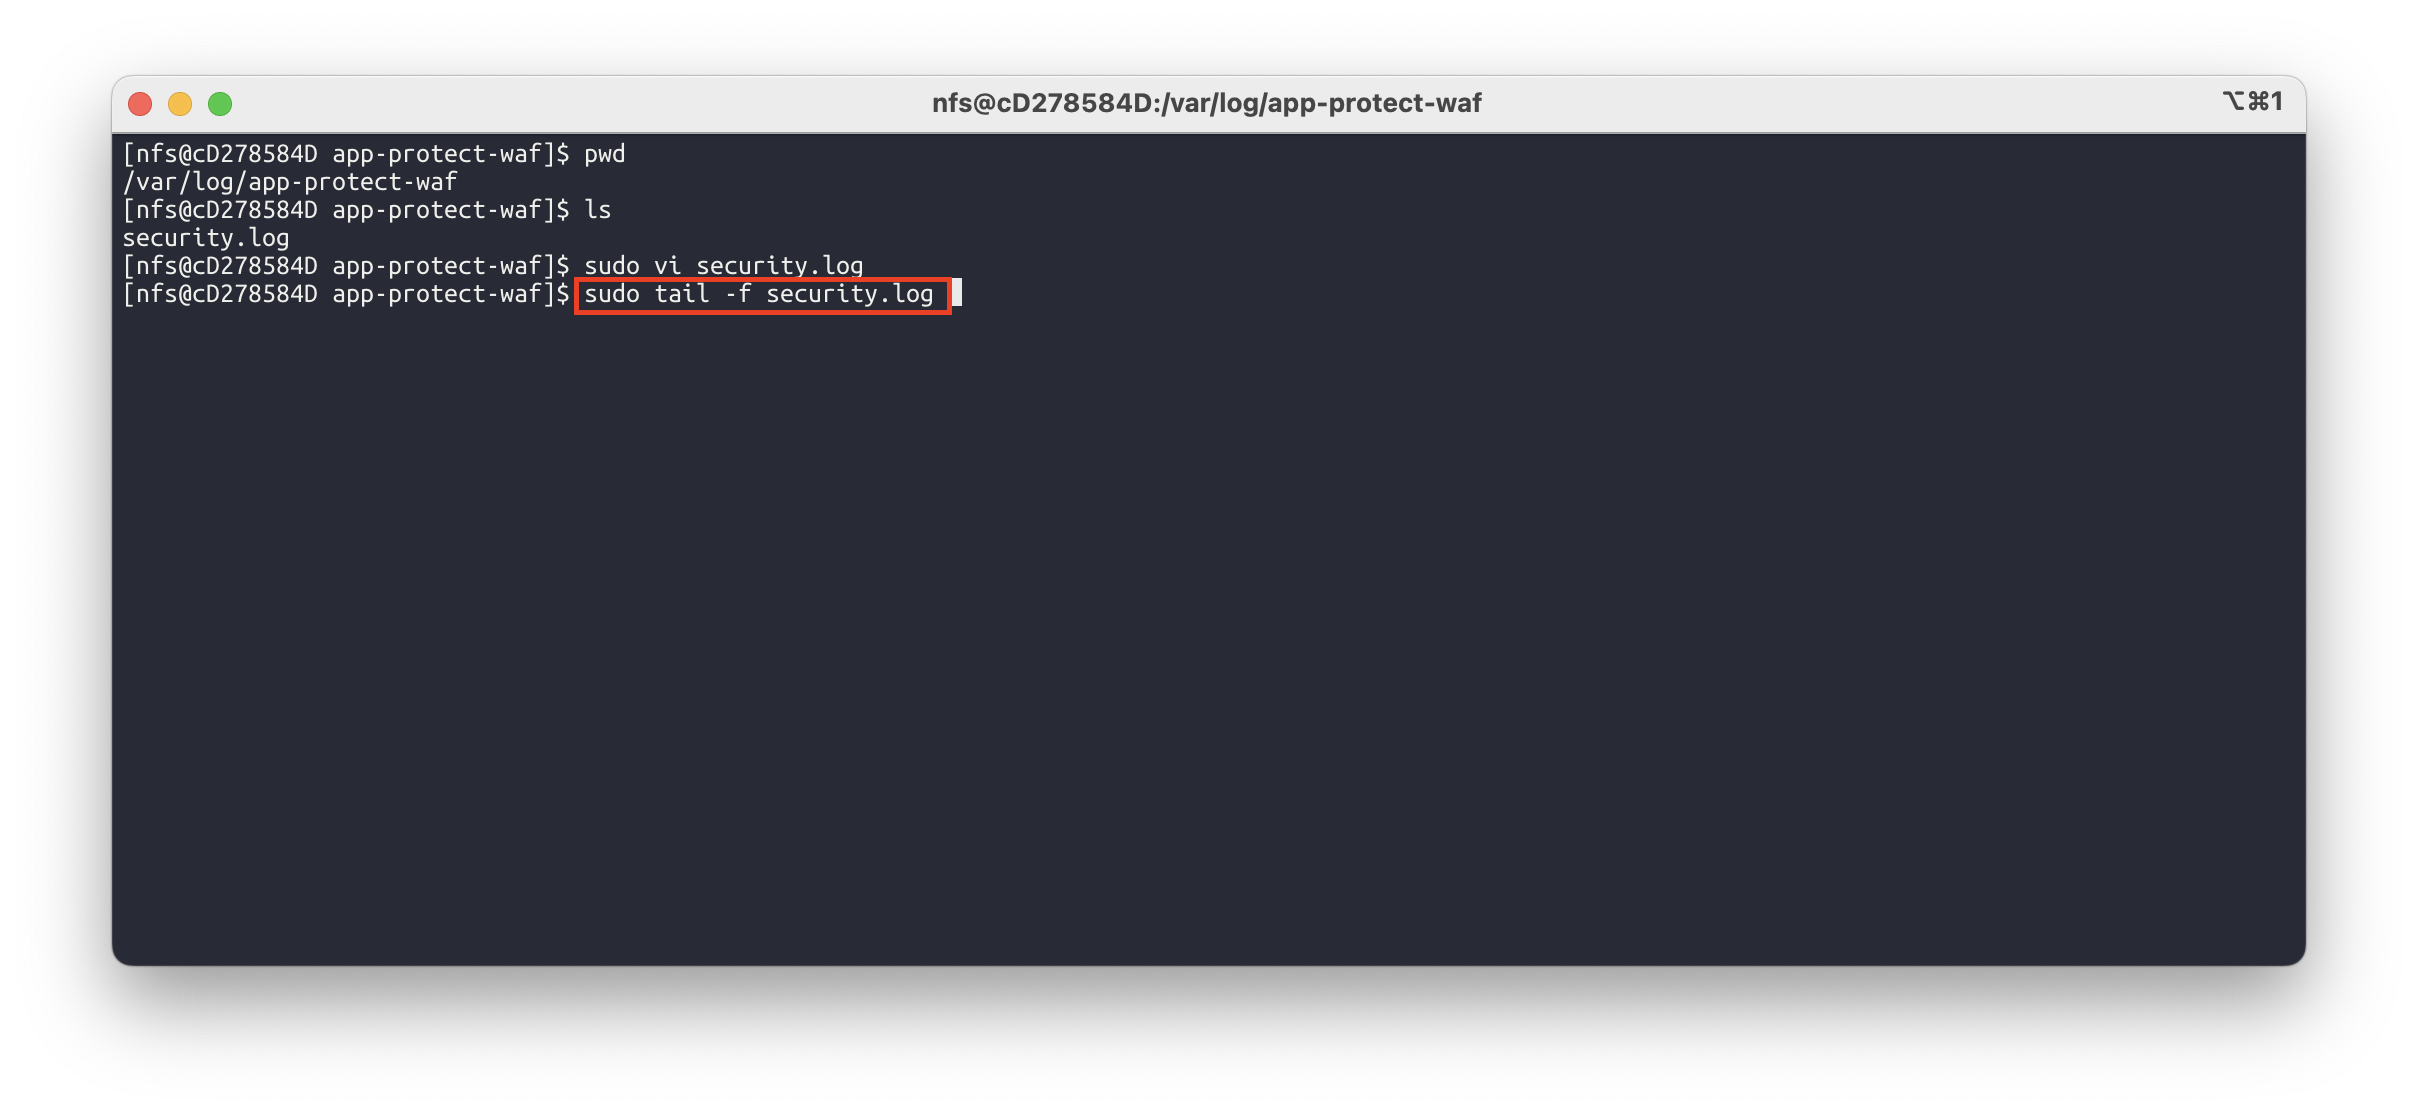 nfs@cD278584D:/var/log/app-protect-waf
⌥⌘1
[nfs@cD278584D app-protect-waf]$ pwd
/var/log/app-protect-waf
[nfs@cD278584D app-protect-waf]$ ls
security.log
[nfs@cD278584D app-protect-waf]$ sudo vi security.log
[nfs@cD278584D app-protect-waf]$ sudo tail -f security.log